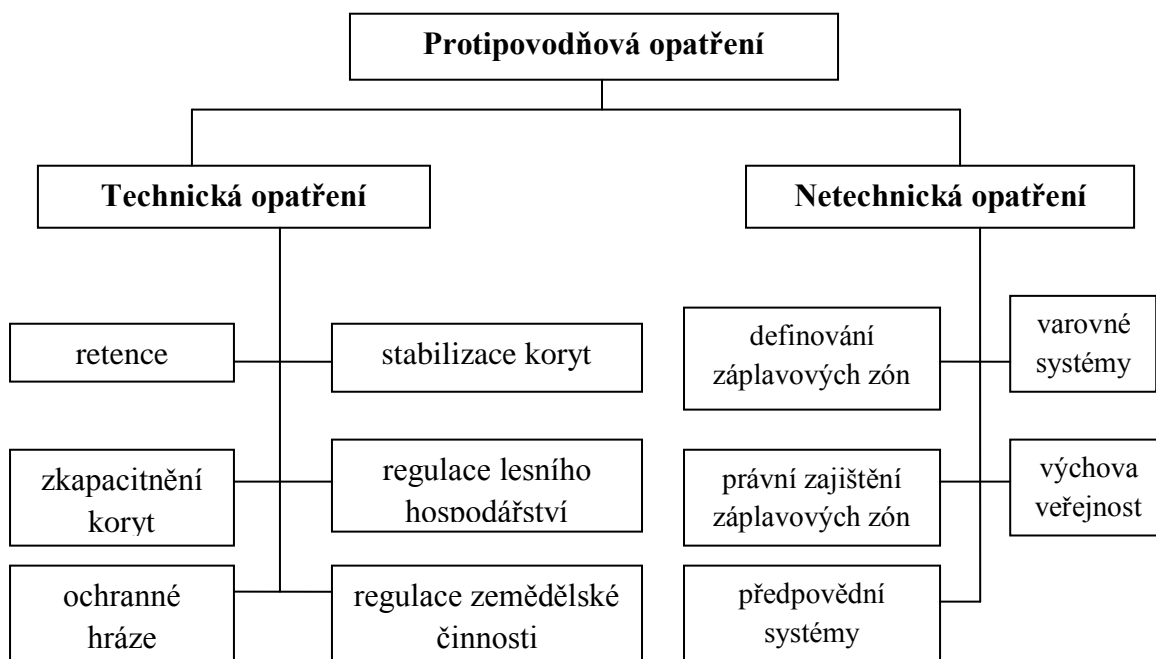 Protipovodňová opatření
Technická opatření
Netechnická opatření
retence
stabilizace koryt
definování
záplavových zón
varovné
systémy
zkapacitnění
koryt
regulace lesního
hospodářství
právní zajištění
záplavových zón
výchova
veřejnost
ochranné
hráze
regulace zemědělské
činnosti
předpovědní
systémy